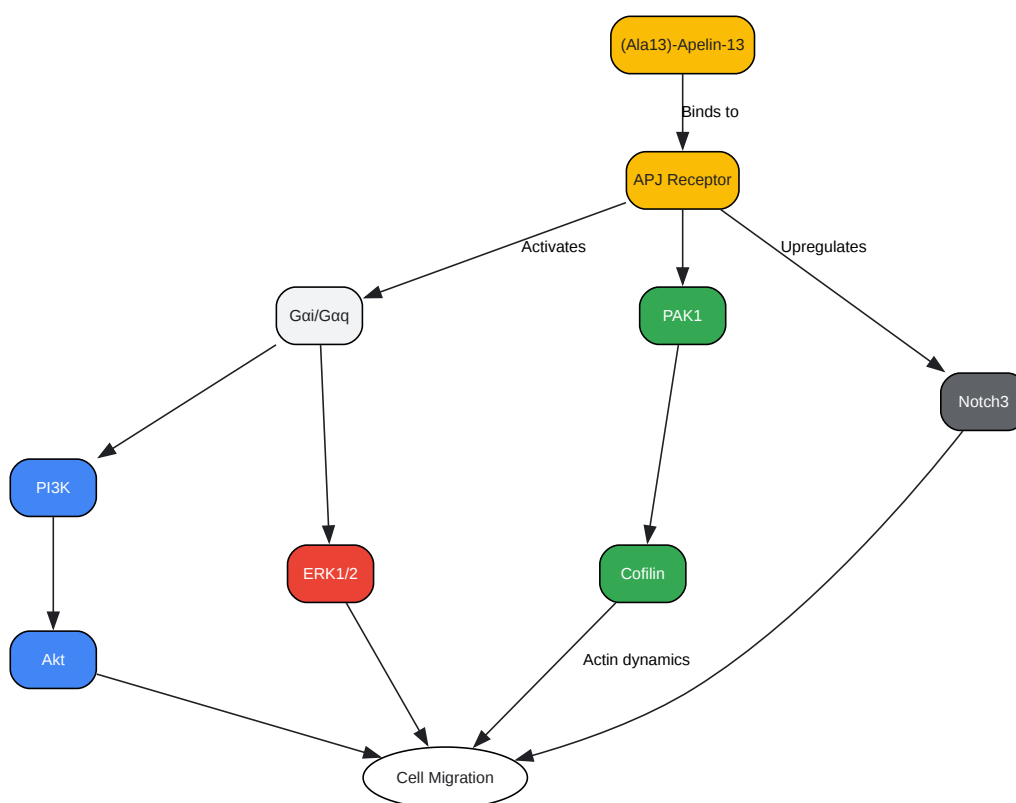 (Ala13)-Apelin-13
Binds to
APJ Receptor
Activates
Upregulates
Gαi/Gαq
PAK1
Notch3
PI3K
ERK1/2
Cofilin
Akt
Actin dynamics
Cell Migration